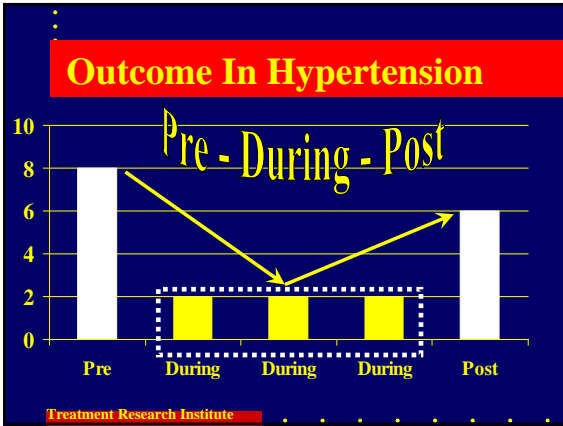 Outcome In Hypertension
Pre - During - Post
10
8
6
4
2
0
Pre During During During Post
Treatment Research Institute